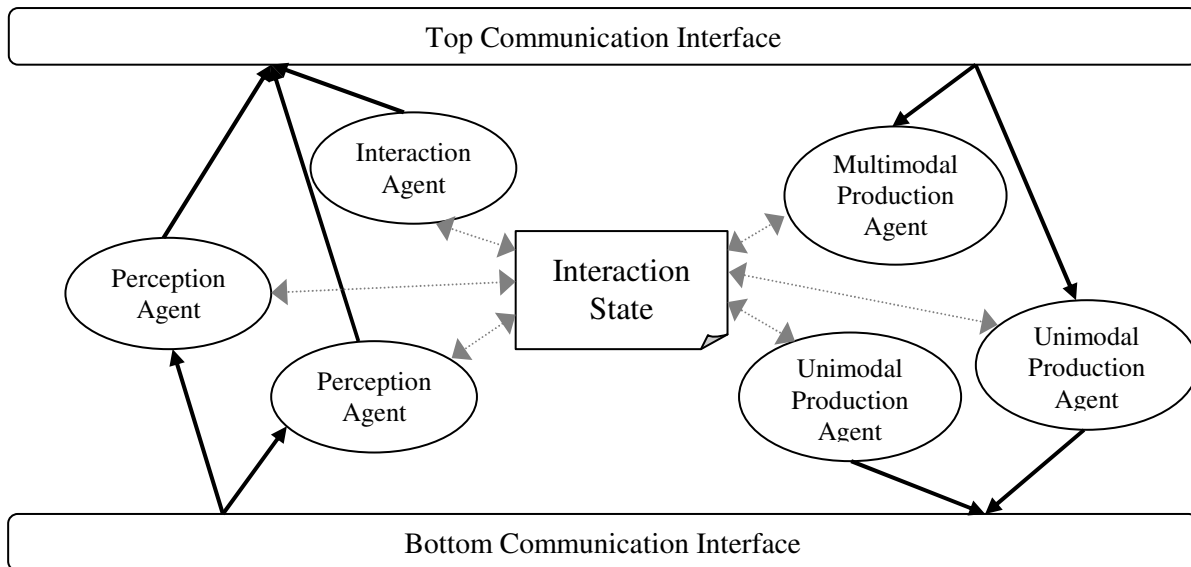 Top Communication Interface
Interaction
Agent
Multimodal
Production
Agent
Perception
Agent
Interaction
State
Perception
Agent
Unimodal
Production
Agent
Unimodal
Production
Agent
Bottom Communication Interface